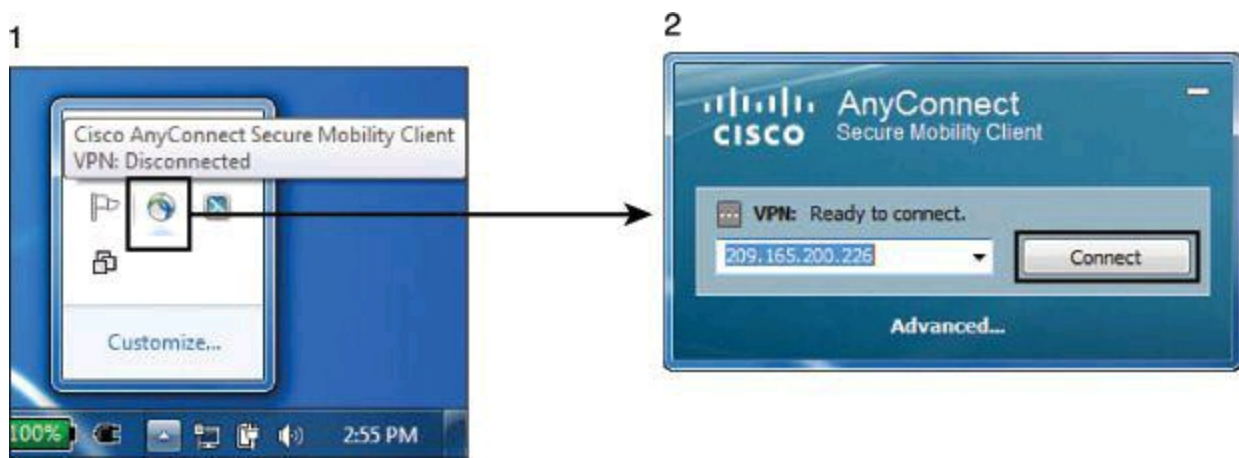 1
Cisco AnyConnect Secure Mobility Client
VPN: Disconnected
Customize...
100%
2:55 PM
2
CISCO
AnyConnect
Secure Mobility Client
VPN: Ready to connect.
209.165.200.226
Connect
Advanced...